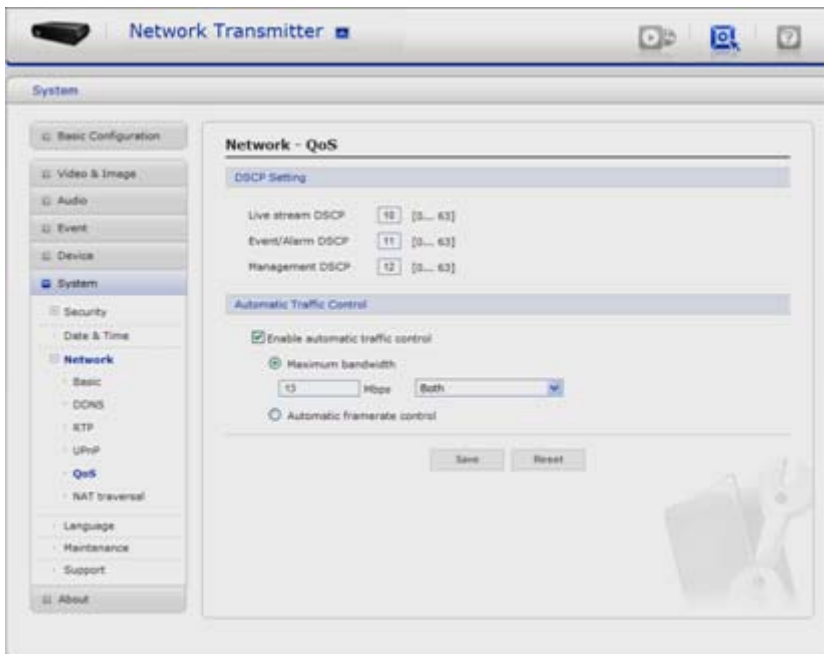 Network Transmitter
System
Basic Configuration
Video & Image
Audio
Event
Device
System
Security
Date & Time
Network
Basic
DDNS
RTP
UPnP
QoS
NAT traversal
Language
Maintenance
Support
About
Network - QoS
DSCP Setting
Live stream DSCP 10 [0... 63]
Event/Alarm DSCP 11 [0... 63]
Management DSCP 12 [0... 63]
Automatic Traffic Control
Enable automatic traffic control
Maximum bandwidth
13 Mbps Both
Automatic framerate control
Save Reset